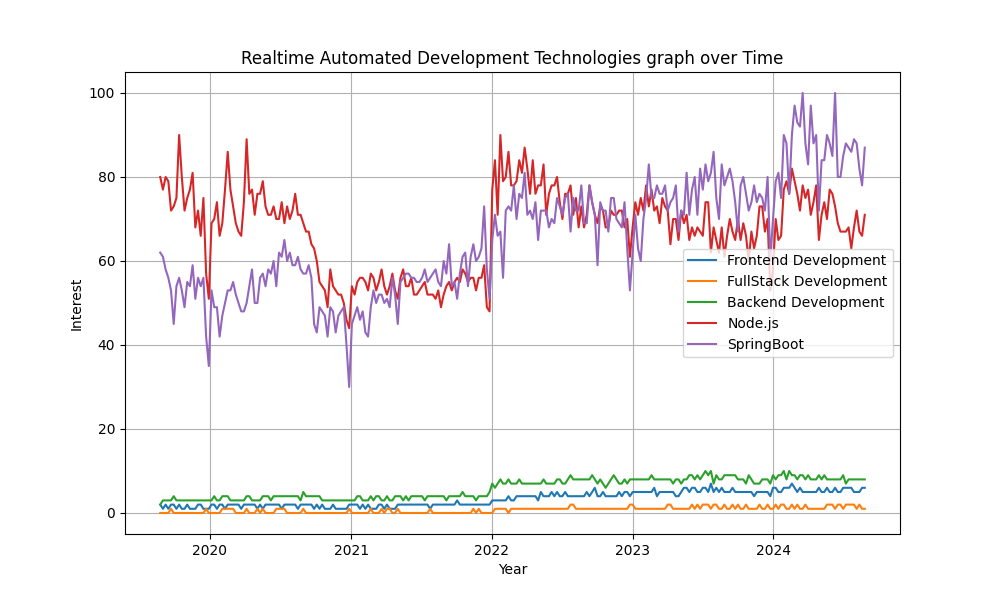 Realtime Automated Development Technologies graph over Time
Interest
100
80
60
40
20
0
Frontend Development
FullStack Development
Backend Development
Node.js
SpringBoot
2020 2021 2022 2023 2024
Year